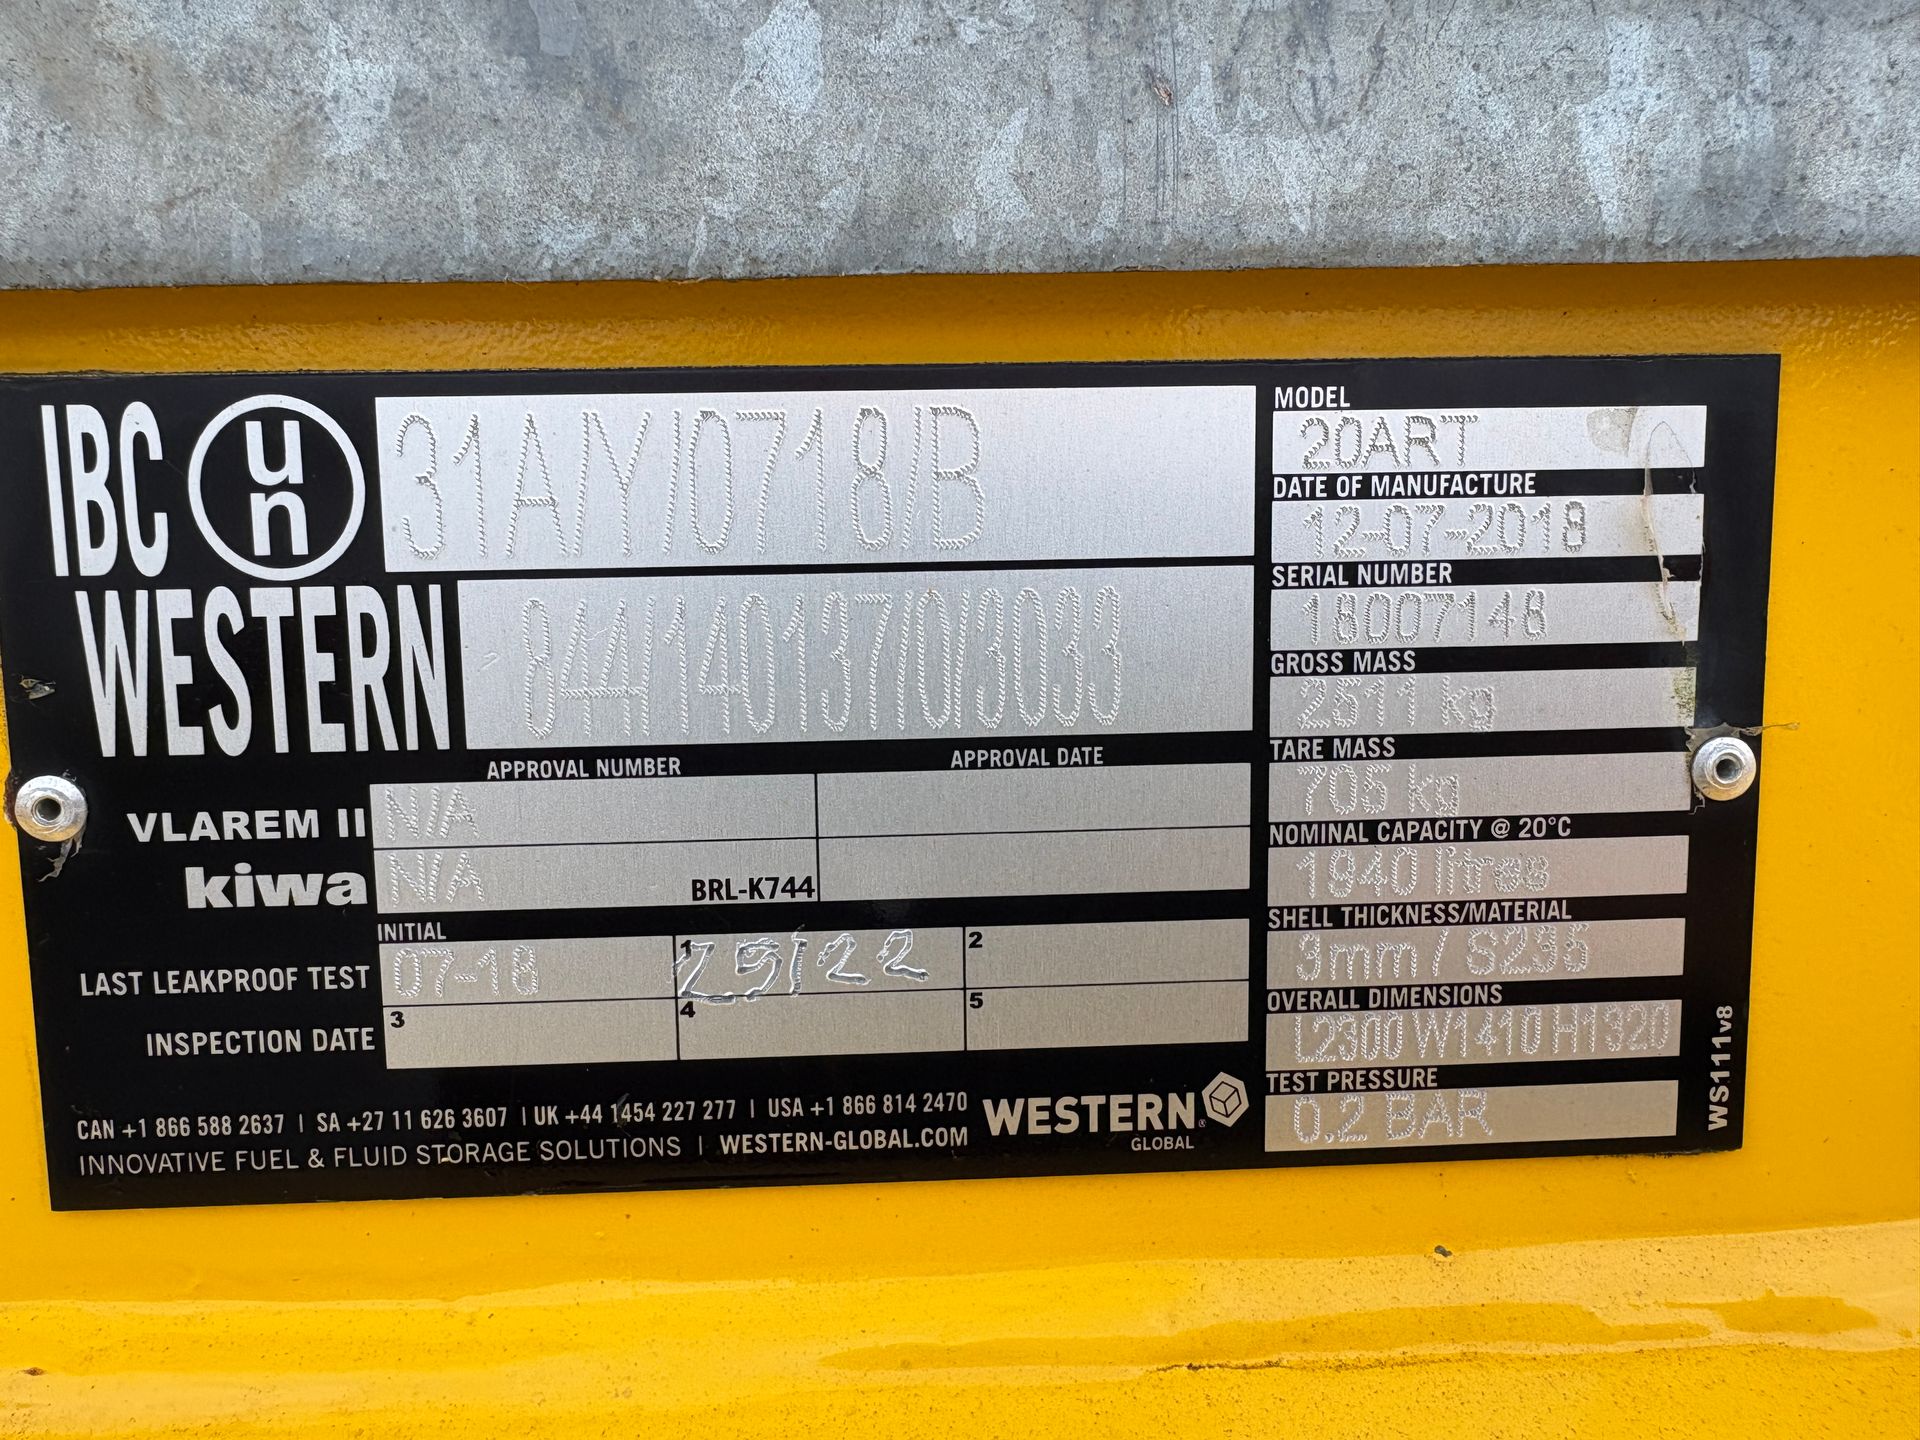 IBC un 31A/Y/0718/B
WESTERN 844/140137/0/3033
APPROVAL NUMBER APPROVAL DATE
VLAREM II N/A
kiwa N/A BRL-K744
INITIAL
LAST LEAKPROOF TEST 07-18 1 25/22 2
INSPECTION DATE 3 4 5
CAN +1 866 588 2637 | SA +27 11 626 3607 | UK +44 1454 227 277 | USA +1 866 814 2470
INNOVATIVE FUEL & FLUID STORAGE SOLUTIONS | WESTERN-GLOBAL.COM
WESTERN®
GLOBAL
MODEL
20ART
DATE OF MANUFACTURE
12-07-2018
SERIAL NUMBER
18007148
GROSS MASS
2511 kg
TARE MASS
705 kg
NOMINAL CAPACITY @ 20°C
1940 litres
SHELL THICKNESS/MATERIAL
3mm / S235
OVERALL DIMENSIONS
L2300 W1410 H1320
TEST PRESSURE
0.2 BAR
WS111v8